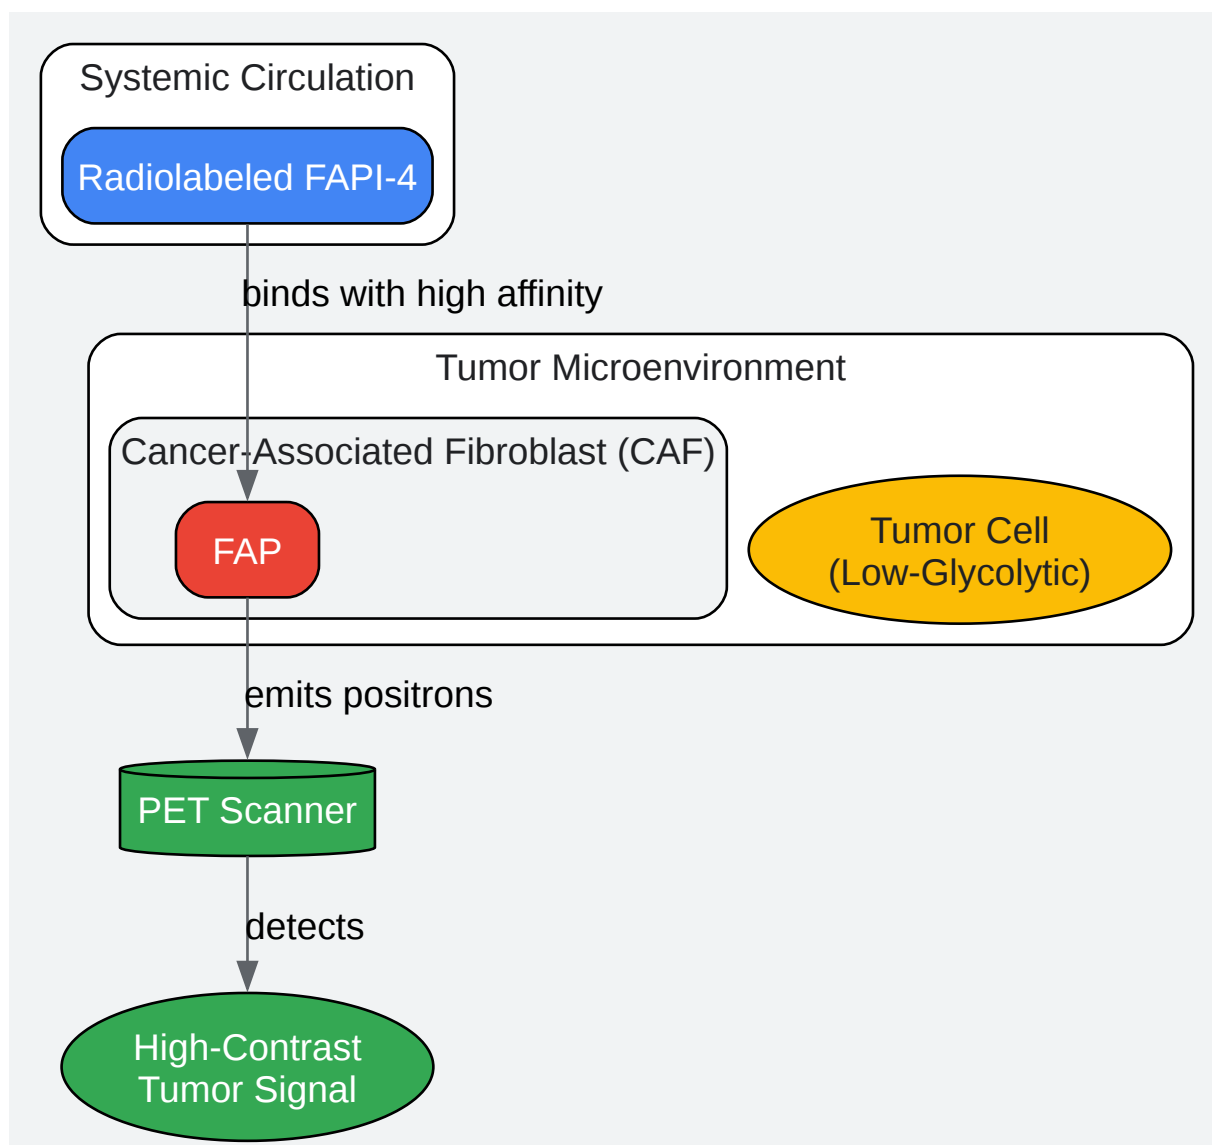 Systemic Circulation
Radiolabeled FAPI-4
binds with high affinity
Tumor Microenvironment
Cancer-Associated Fibroblast (CAF)
FAP
Tumor Cell
(Low-Glycolytic)
emits positrons
PET Scanner
detects
High-Contrast
Tumor Signal